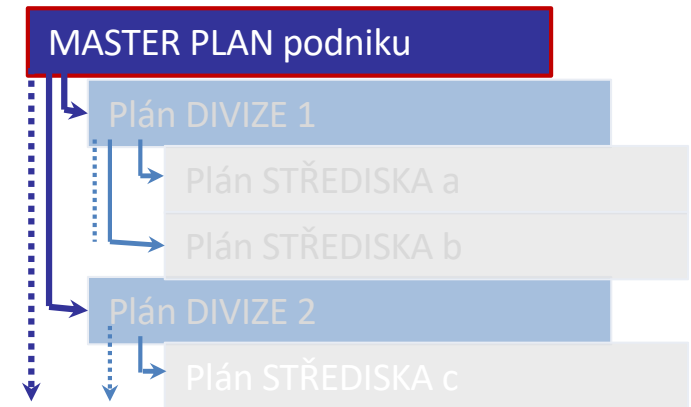 MASTER PLAN podniku
Plán DIVIZE 1
Plán STŘEDISKA a
Plán STŘEDISKA b
Plán DIVIZE 2
Plán STŘEDISKA c